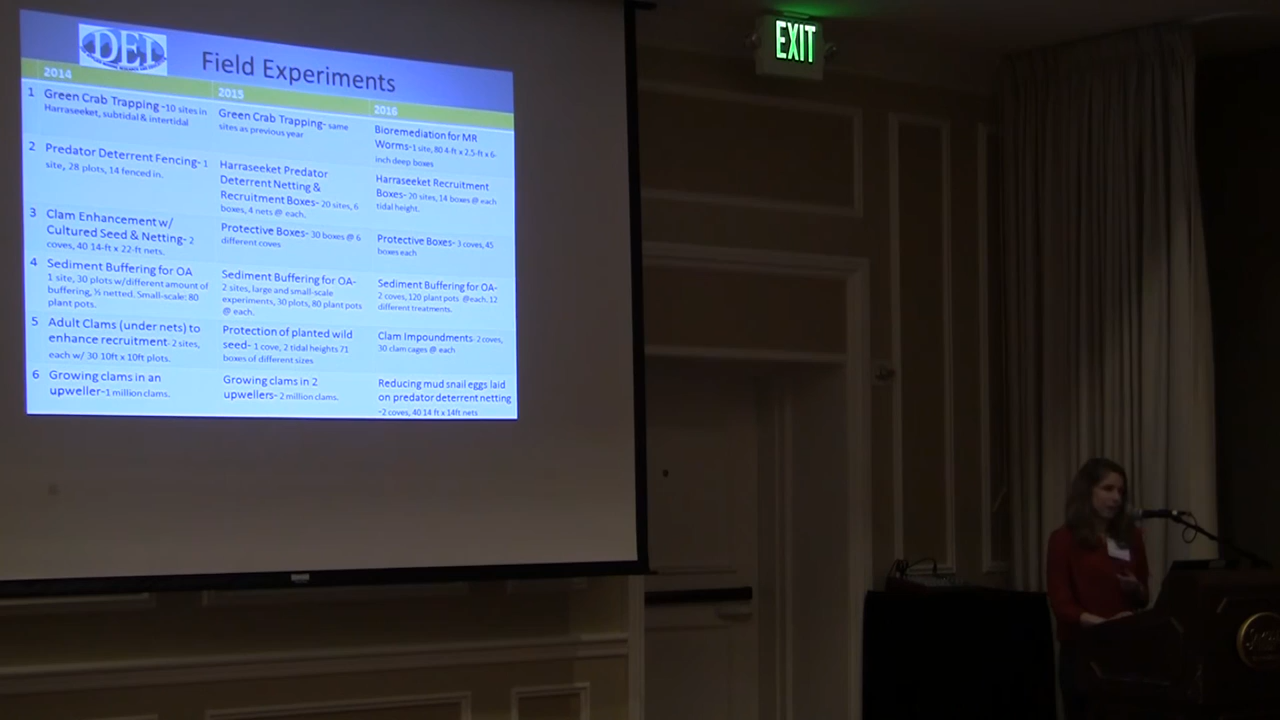 DEI
Field Experiments
2014
2015
2016
1
Green Crab Trapping -10 sites in
Harraseeket, subtidal & intertidal
Green Crab Trapping- same
sites as previous year
Bioremediation for MR
Worms-1 site, 80 4-ft x 2.5-ft x 6-
inch deep boxes
2
Predator Deterrent Fencing- 1
site, 28 plots, 14 fenced in.
Harraseeket Predator
Deterrent Netting &
Recruitment Boxes- 20 sites, 6
boxes, 4 nets @ each.
Harraseeket Recruitment
Boxes- 20 sites, 14 boxes @ each
tidal height.
3
Clam Enhancement w/
Cultured Seed & Netting- 2
coves, 40 14-ft x 22-ft nets.
Protective Boxes- 30 boxes @ 6
different coves
Protective Boxes- 3 coves, 45
boxes each
4
Sediment Buffering for OA
1 site, 30 plots w/different amount of
buffering, ½ netted. Small-scale: 80
plant pots.
Sediment Buffering for OA-
2 sites, large and small-scale
experiments, 30 plots, 80 plant pots
@ each.
Sediment Buffering for OA-
2 coves, 120 plant pots @each. 12
different treatments.
5
Adult Clams (under nets) to
enhance recruitment- 2 sites,
each w/ 30 10ft x 10ft plots.
Protection of planted wild
seed- 1 cove, 2 tidal heights 71
boxes of different sizes
Clam Impoundments- 2 coves,
30 clam cages @ each
6
Growing clams in an
upweller-1 million clams.
Growing clams in 2
upwellers- 2 million clams.
Reducing mud snail eggs laid
on predator deterrent netting
-2 coves, 40 14 ft x 14ft nets
EXIT